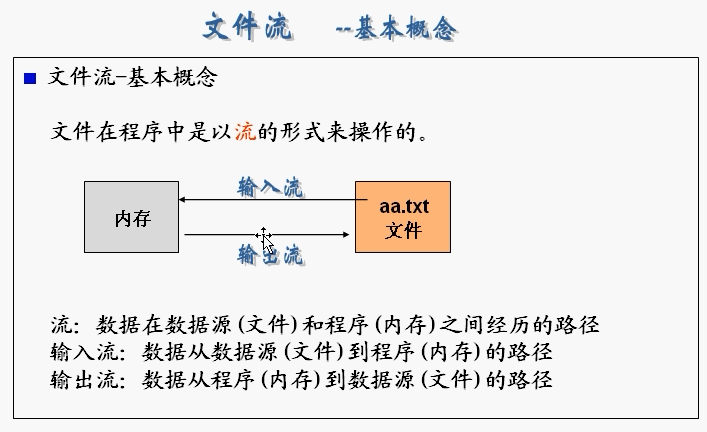 文件流 --基本概念
文件流-基本概念
文件在程序中是以流的形式来操作的。
输入流
内存
aa.txt
文件
输出流
流：数据在数据源(文件)和程序(内存)之间经历的路径
输入流：数据从数据源(文件)到程序(内存)的路径
输出流：数据从程序(内存)到数据源(文件)的路径